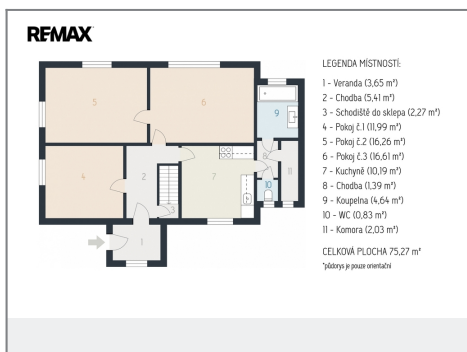 RE/MAX
LEGENDA MÍSTNOSTÍ:
1 - Veranda (3,65 m²)
2 - Chodba (5,41 m²)
3 - Schodiště do sklepa (2,27 m²)
4 - Pokoj č.1 (11,99 m²)
5 - Pokoj č.2 (16,26 m²)
6 - Pokoj č.3 (16,61 m²)
7 - Kuchyně (10,19 m²)
8 - Chodba (1,39 m²)
9 - Koupelna (4,64 m²)
10 - WC (0,83 m²)
11 - Komora (2,03 m²)
CELKOVÁ PLOCHA 75,27 m²
*půdorys je pouze orientační
5
6
9
4
2
3
7
8
11
10
1